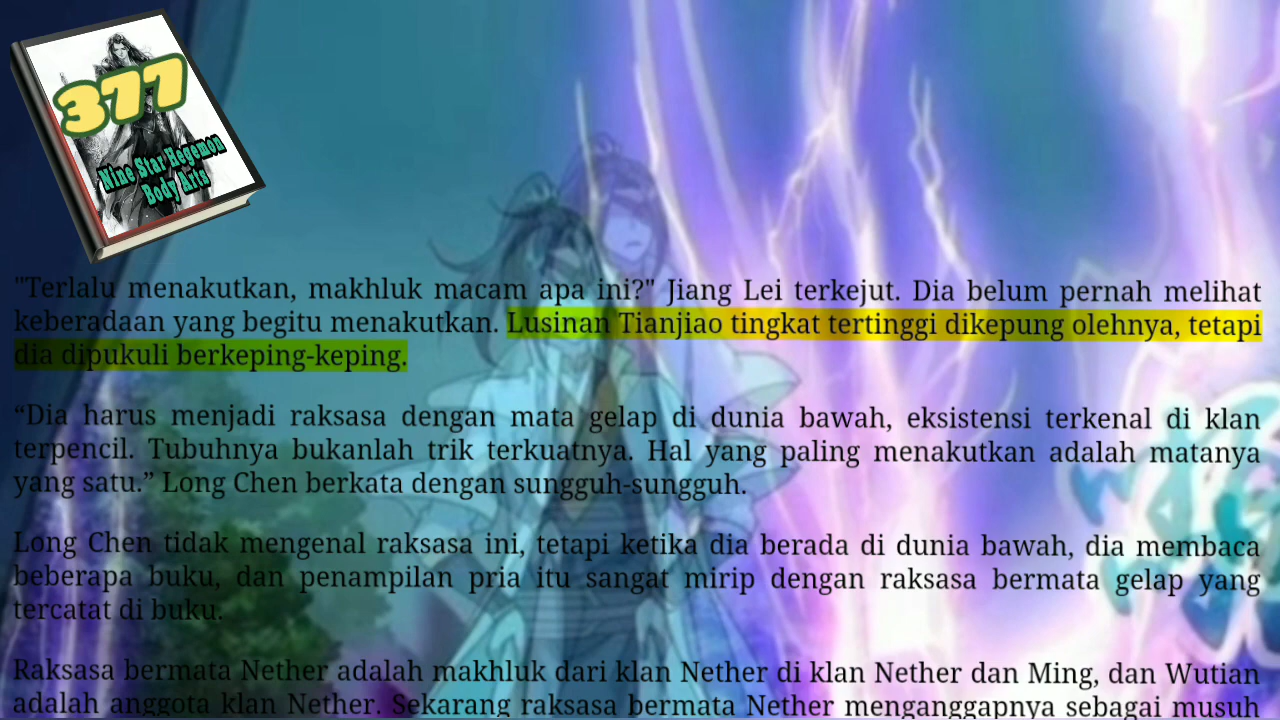 377
Nine Star Hegemon
Body Arts
"Terlalu menakutkan, makhluk macam apa ini?" Jiang Lei terkejut. Dia belum pernah melihat
keberadaan yang begitu menakutkan. Lusinan Tianjiao tingkat tertinggi dikepung olehnya, tetapi
dia dipukuli berkeping-keping.
“Dia harus menjadi raksasa dengan mata gelap di dunia bawah, eksistensi terkenal di klan
terpencil. Tubuhnya bukanlah trik terkuatnya. Hal yang paling menakutkan adalah matanya
yang satu.” Long Chen berkata dengan sungguh-sungguh.
Long Chen tidak mengenal raksasa ini, tetapi ketika dia berada di dunia bawah, dia membaca
beberapa buku, dan penampilan pria itu sangat mirip dengan raksasa bermata gelap yang
tercatat di buku.
Raksasa bermata Nether adalah makhluk dari klan Nether di klan Nether dan Ming, dan Wutian
adalah anggota klan Nether. Sekarang raksasa bermata Nether menganggapnya sebagai musuh